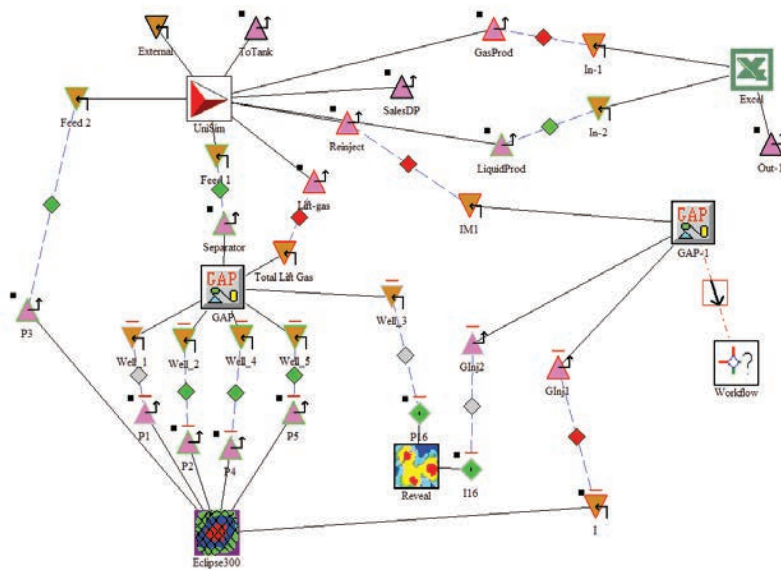 External
ToTank
GasProd
In-1
Excel
Feed 2
UniSim
SalesDP
In-2
Reinject
LiquidProd
Out-1
Feed 1
Lift-gas
IM1
GAP
GAP-1
Separator
Total Lift Gas
GAP
GAP
P3
Well_1
Well_2
Well_4
Well_5
Well_3
GInj2
GInj1
?
Workflow
P1
P2
P4
P5
P16
Reveal
I16
I
Eclipse300